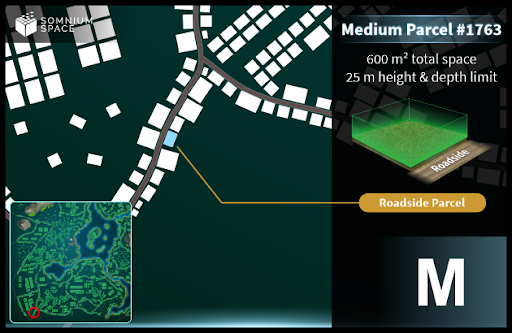 SOMNIUM
SPACE
Medium Parcel #1763
600 m² total space
25 m height & depth limit
Roadside
Roadside Parcel
M